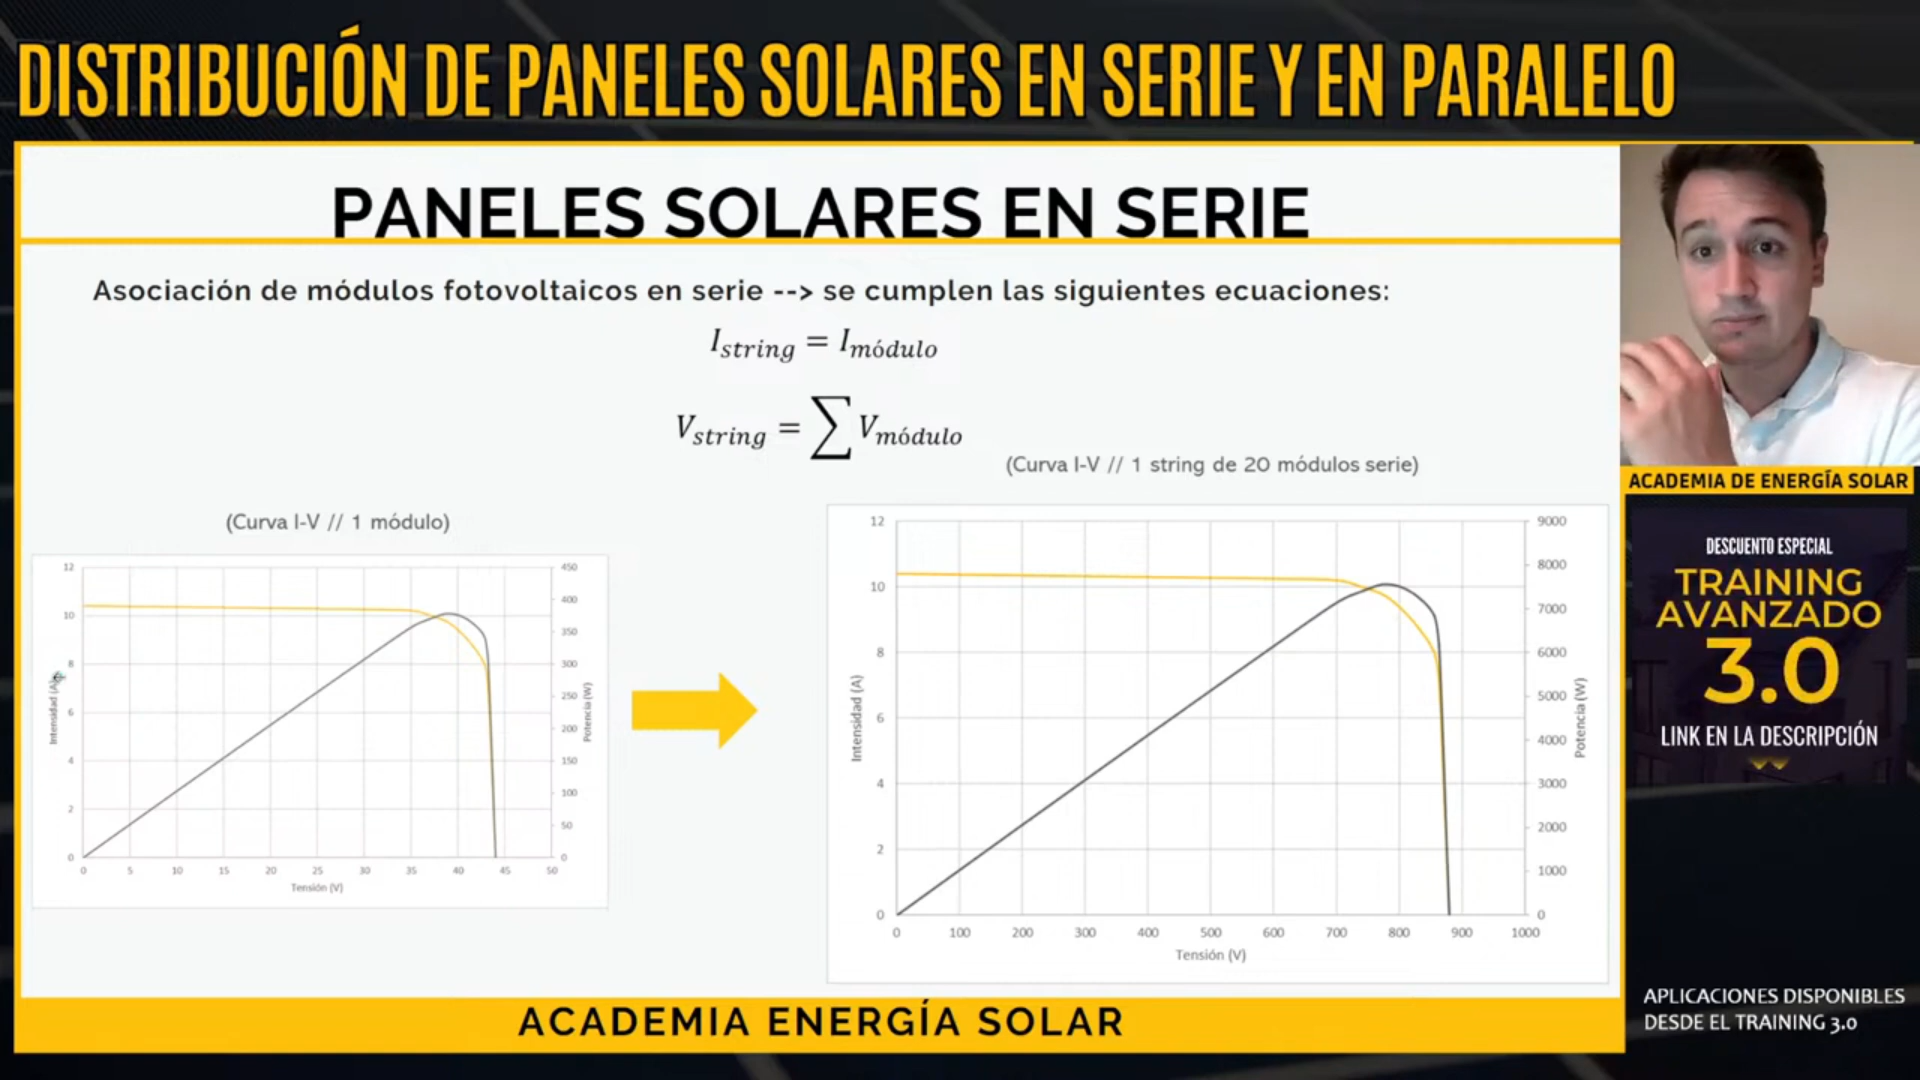 DISTRIBUCIÓN DE PANELES SOLARES EN SERIE Y EN PARALELO
PANELES SOLARES EN SERIE
Asociación de módulos fotovoltaicos en serie --> se cumplen las siguientes ecuaciones:
I_string = I_módulo
V_string = ∑ V_módulo
(Curva I-V // 1 string de 20 módulos serie)
(Curva I-V // 1 módulo)
12
10
8
6
4
2
0
Intensidad (A)
450
400
350
300
250
200
150
100
50
0
Potencia (W)
0 5 10 15 20 25 30 35 40 45 50
Tensión (V)
12
10
8
6
4
2
0
Intensidad (A)
9000
8000
7000
6000
5000
4000
3000
2000
1000
0
Potencia (W)
0 100 200 300 400 500 600 700 800 900 1000
Tensión (V)
ACADEMIA ENERGÍA SOLAR
ACADEMIA DE ENERGÍA SOLAR
DESCUENTO ESPECIAL
TRAINING
AVANZADO
3.0
LINK EN LA DESCRIPCIÓN
APLICACIONES DISPONIBLES
DESDE EL TRAINING 3.0